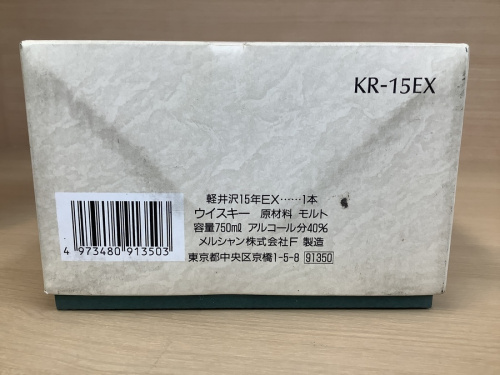 KR-15EX
軽井沢15年EX……1本
ウイスキー 原材料 モルト
容量750㎖ アルコール分40%
メルシャン株式会社F 製造
東京都中央区京橋1-5-8 91350
4 973480 913503